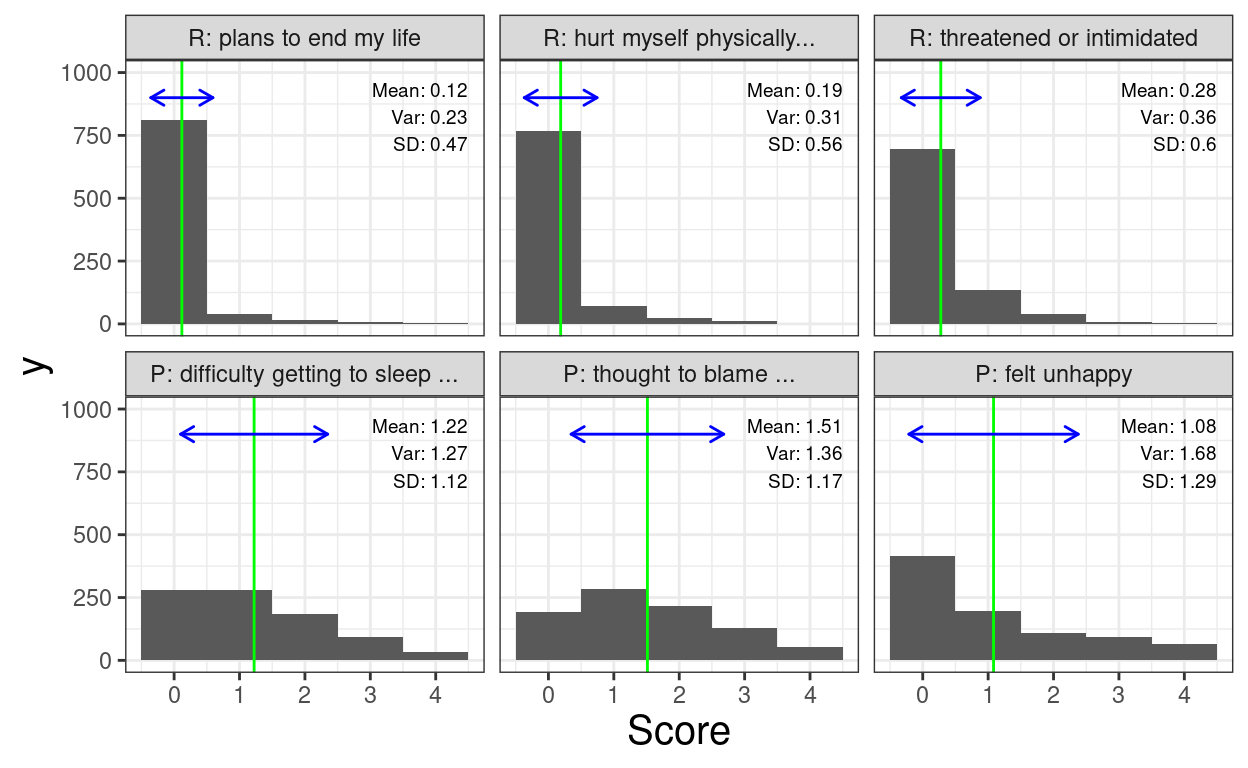 R: plans to end my life
R: hurt myself physically...
R: threatened or intimidated
1000
750
500
250
0
Mean: 0.12
Var: 0.23
SD: 0.47
Mean: 0.19
Var: 0.31
SD: 0.56
Mean: 0.28
Var: 0.36
SD: 0.6
y
P: difficulty getting to sleep ...
P: thought to blame ...
P: felt unhappy
1000
750
500
250
0
Mean: 1.22
Var: 1.27
SD: 1.12
Mean: 1.51
Var: 1.36
SD: 1.17
Mean: 1.08
Var: 1.68
SD: 1.29
0 1 2 3 4
0 1 2 3 4
0 1 2 3 4
Score